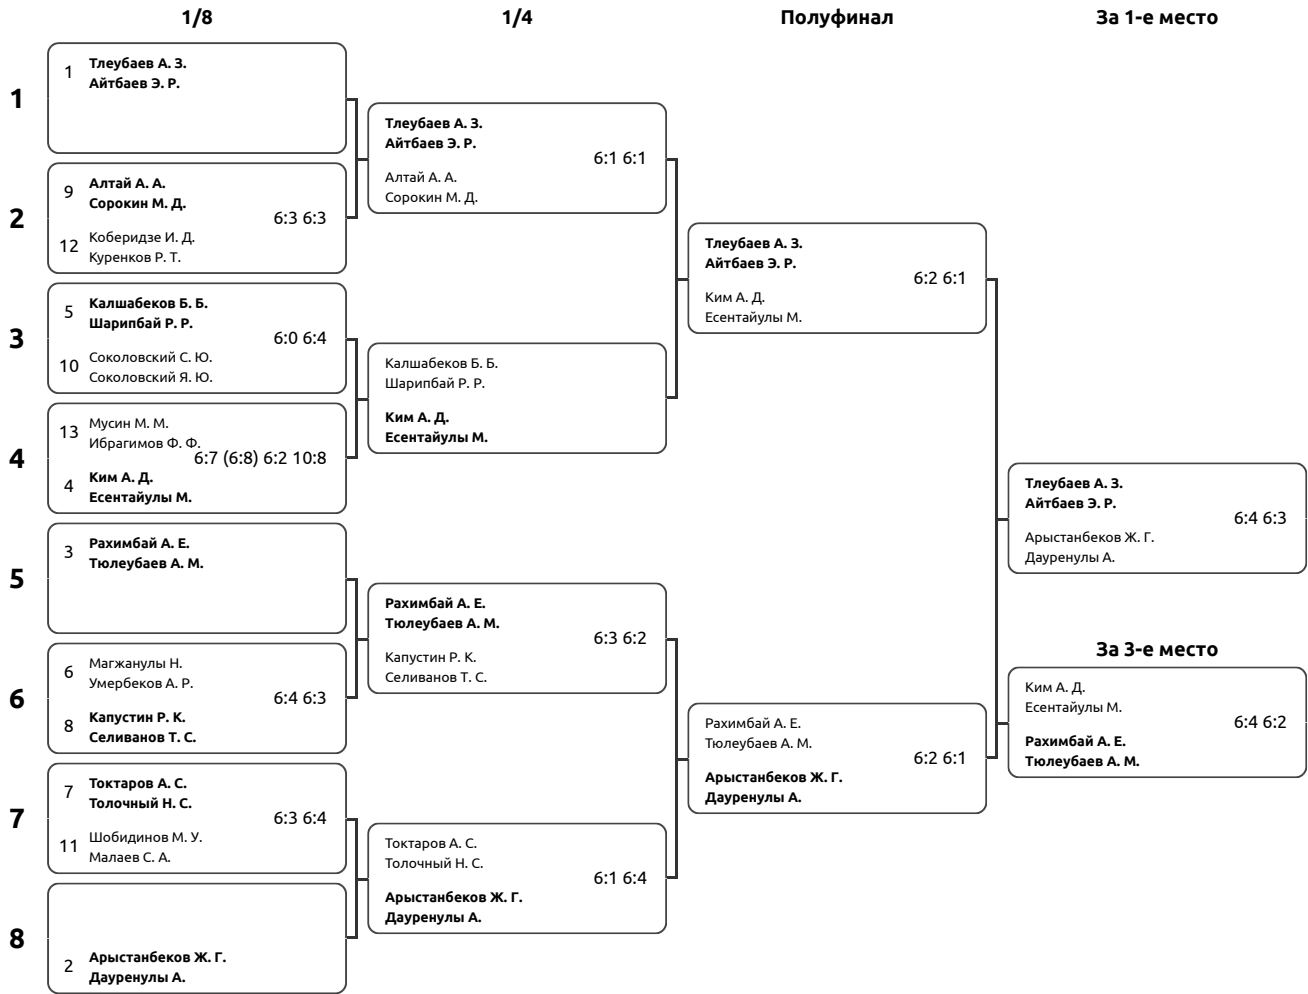 1/8
1/4
Полуфинал
За 1-е место
1
1
Тлеубаев А. З.
Айтбаев Э. Р.
2
9
Алтай А. А.
Сорокин М. Д.
6:3 6:3
12
Коберидзе И. Д.
Куренков Р. Т.
3
5
Калшабеков Б. Б.
Шарипбай Р. Р.
6:0 6:4
10
Соколовский С. Ю.
Соколовский Я. Ю.
4
13
Мусин М. М.
Ибрагимов Ф. Ф.
6:7 (6:8) 6:2 10:8
4
Ким А. Д.
Есентайулы М.
5
3
Рахимбай А. Е.
Тюлеубаев А. М.
6
6
Магжанулы Н.
Умербеков А. Р.
6:4 6:3
8
Капустин Р. К.
Селиванов Т. С.
7
7
Токтаров А. С.
Толочный Н. С.
6:3 6:4
11
Шобидинов М. У.
Малаев С. А.
8
2
Арыстанбеков Ж. Г.
Дауренулы А.
Тлеубаев А. З.
Айтбаев Э. Р.
6:1 6:1
Алтай А. А.
Сорокин М. Д.
Калшабеков Б. Б.
Шарипбай Р. Р.
Ким А. Д.
Есентайулы М.
Рахимбай А. Е.
Тюлеубаев А. М.
6:3 6:2
Капустин Р. К.
Селиванов Т. С.
Токтаров А. С.
Толочный Н. С.
6:1 6:4
Арыстанбеков Ж. Г.
Дауренулы А.
Тлеубаев А. З.
Айтбаев Э. Р.
6:2 6:1
Ким А. Д.
Есентайулы М.
Рахимбай А. Е.
Тюлеубаев А. М.
6:2 6:1
Арыстанбеков Ж. Г.
Дауренулы А.
Тлеубаев А. З.
Айтбаев Э. Р.
6:4 6:3
Арыстанбеков Ж. Г.
Дауренулы А.
За 3-е место
Ким А. Д.
Есентайулы М.
6:4 6:2
Рахимбай А. Е.
Тюлеубаев А. М.